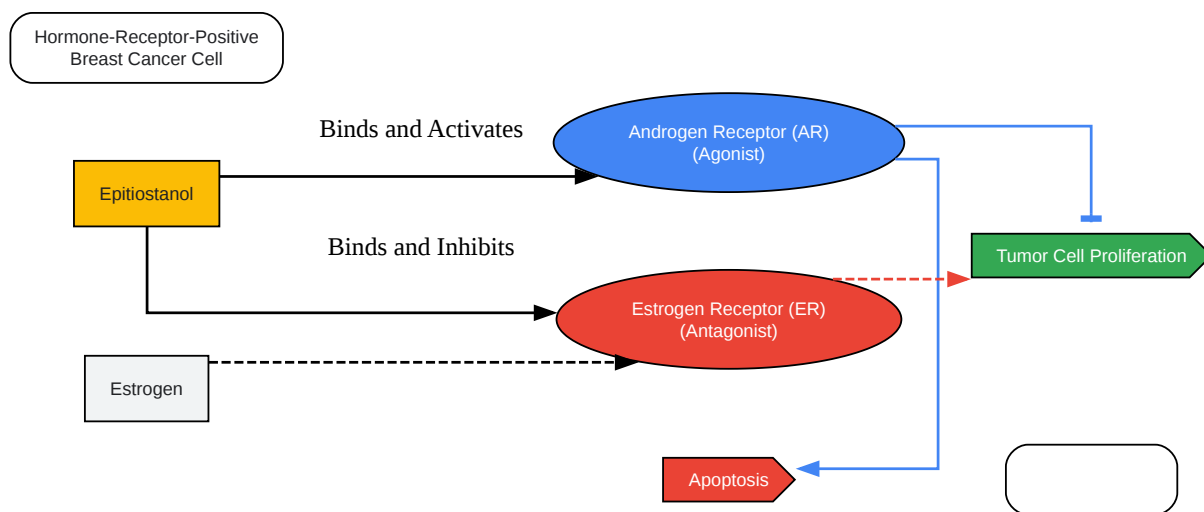 Hormone-Receptor-Positive
Breast Cancer Cell
Binds and Activates
Androgen Receptor (AR)
(Agonist)
Epitiostanol
Binds and Inhibits
Tumor Cell Proliferation
Estrogen Receptor (ER)
(Antagonist)
Estrogen
Apoptosis